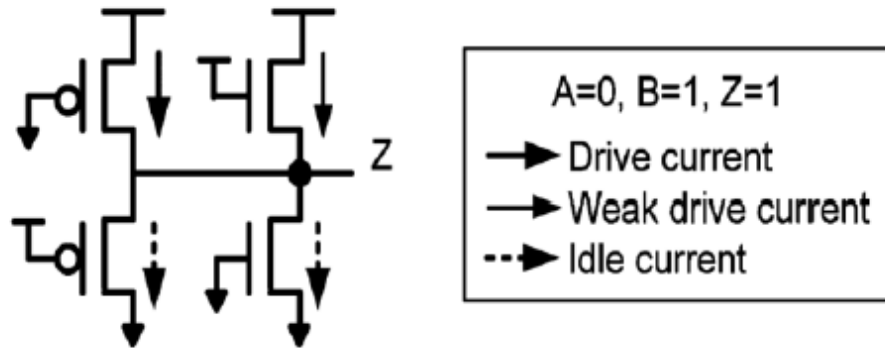 Z
A=0, B=1, Z=1
Drive current
Weak drive current
Idle current